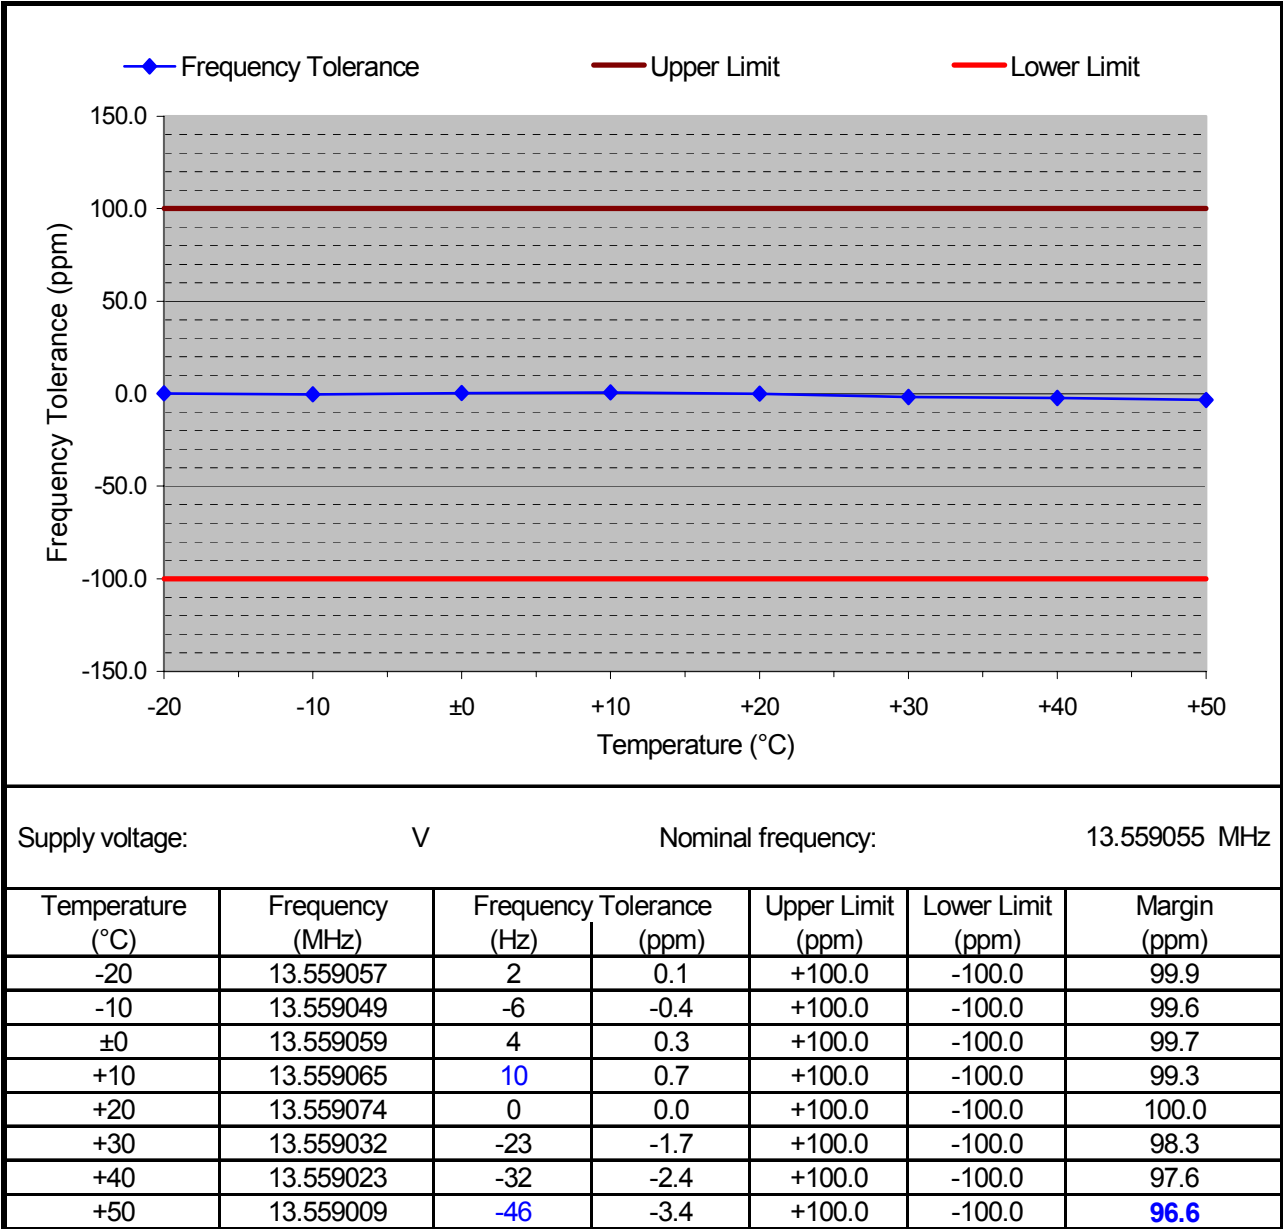 Frequency Tolerance Upper Limit Lower Limit
150.0
100.0
50.0
0.0
-50.0
-100.0
-150.0
Frequency Tolerance (ppm)
-20 -10 ±0 +10 +20 +30 +40 +50
Temperature (°C)
Supply voltage: V Nominal frequency: 13.559055 MHz
Temperature Frequency Frequency Tolerance Upper Limit Lower Limit Margin
(°C) (MHz) (Hz) (ppm) (ppm) (ppm) (ppm)
-20 13.559057 2 0.1 +100.0 -100.0 99.9
-10 13.559049 -6 -0.4 +100.0 -100.0 99.6
±0 13.559059 4 0.3 +100.0 -100.0 99.7
+10 13.559065 10 0.7 +100.0 -100.0 99.3
+20 13.559074 0 0.0 +100.0 -100.0 100.0
+30 13.559032 -23 -1.7 +100.0 -100.0 98.3
+40 13.559023 -32 -2.4 +100.0 -100.0 97.6
+50 13.559009 -46 -3.4 +100.0 -100.0 96.6